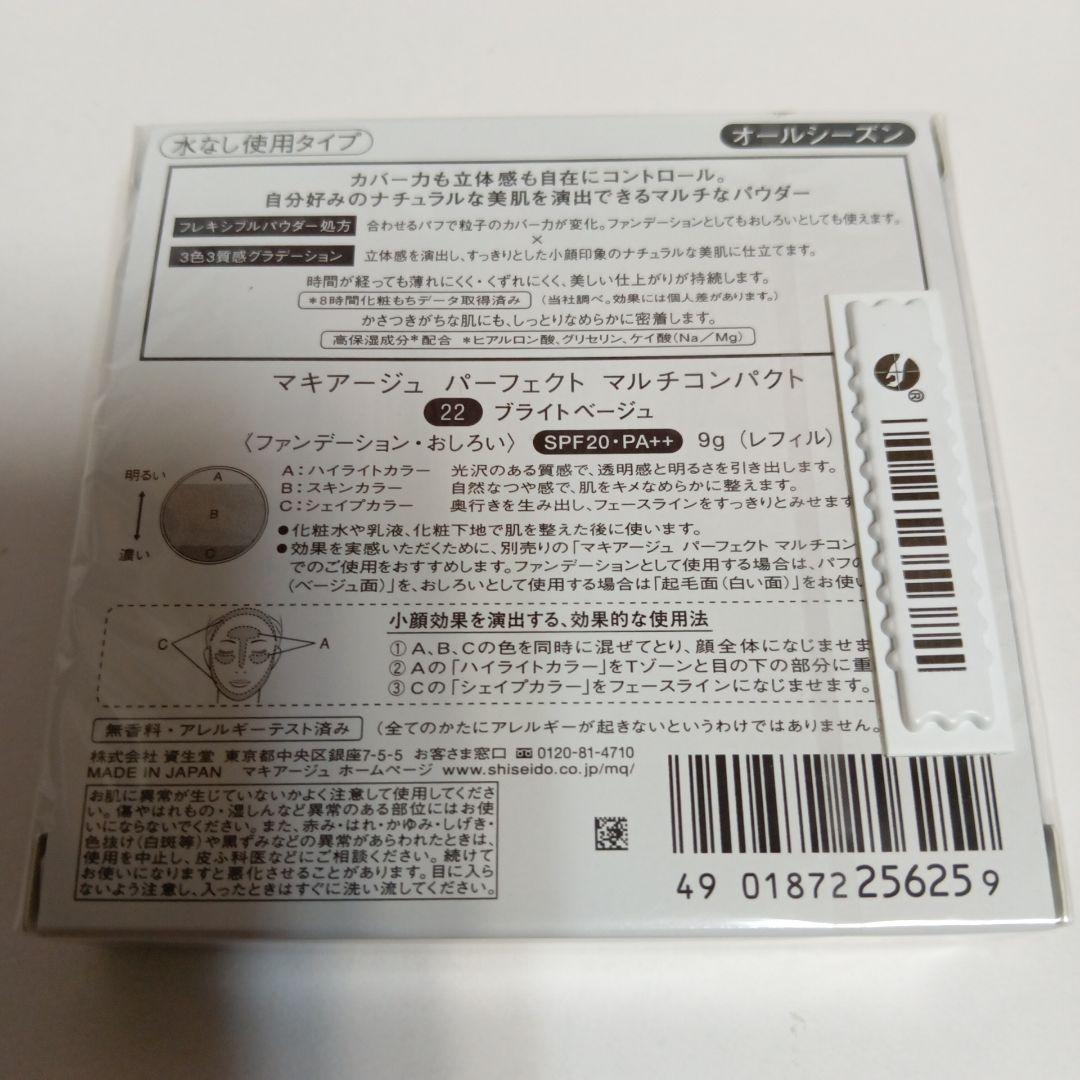 水なし使用タイプ
オールシーズン
カバー力も立体感も自在にコントロール。
自分好みのナチュラルな美肌を演出できるマルチなパウダー
フレキシブルパウダー処方 合わせるパフで粒子のカバー力が変化。ファンデーションとしてもおしろいとしても使えます。
×
3色3質感グラデーション 立体感を演出し、すっきりとした小顔印象のナチュラルな美肌に仕立てます。
時間が経っても薄れにくく・くずれにくく、美しい仕上がりが持続します。
*8時間化粧もちデータ取得済み （当社調べ。効果には個人差があります。）
かさつきがちな肌にも、しっとりなめらかに密着します。
高保湿成分*配合 *ヒアルロン酸、グリセリン、ケイ酸（Na／Mg）
マキアージュ パーフェクト マルチコンパクト
22 ブライトベージュ
〈ファンデーション・おしろい〉 SPF20・PA++ 9g（レフィル）
明るい
濃い
A
B
C
A：ハイライトカラー 光沢のある質感で、透明感と明るさを引き出します。
B：スキンカラー 自然なつや感で、肌をキメなめらかに整えます。
C：シェイプカラー 奥行きを生み出し、フェースラインをすっきりとみせます
●化粧水や乳液、化粧下地で肌を整えた後に使います。
●効果を実感いただくために、別売りの「マキアージュ パーフェクト マルチコン
でのご使用をおすすめします。ファンデーションとして使用する場合は、パフの
（ベージュ面）」を、おしろいとして使用する場合は「起毛面（白い面）」をお使い
C
A
小顔効果を演出する、効果的な使用法
①A、B、Cの色を同時に混ぜてとり、顔全体になじませま
②Aの「ハイライトカラー」をTゾーンと目の下の部分に重
③Cの「シェイプカラー」をフェースラインになじませます。
無香料・アレルギーテスト済み （全てのかたにアレルギーが起きないというわけではありません。
株式会社 資生堂 東京都中央区銀座7-5-5 お客さま窓口 0120-81-4710
MADE IN JAPAN マキアージュ ホームページ www.shiseido.co.jp/mq/
お肌に異常が生じていないかよく注意して使用してくださ
い。傷やはれもの・湿しんなど異常のある部位にはお使
いにならないでください。また、赤み・はれ・かゆみ・しげき・
色抜け（白斑等）や黒ずみなどの異常があらわれたときは、
使用を中止し、皮ふ科医などにご相談ください。続けて
お使いになりますと悪化させることがあります。目に入ら
ないよう注意し、入ったときはすぐに洗い流してください。
49 01872 256259
®